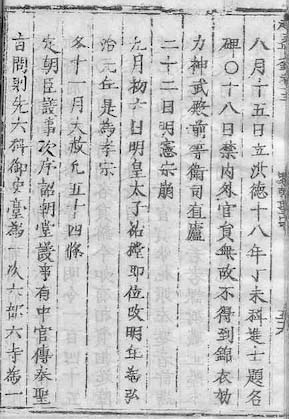 八月十五日立洪德十八年丁未科進士題名
碑〇十八日禁內外官員無故不得到錦衣効
力神武殿前等衛司直廬
二十二日明憲宗崩
九月初六日明皇太子祐樘即位改明年為弘
治元年是為孝宗
冬十一月大赦凡五十四條
定朝臣議事次序詔朝堂議事有中官傳奉聖
旨問則先六科御史臺為一次六部六寺為一